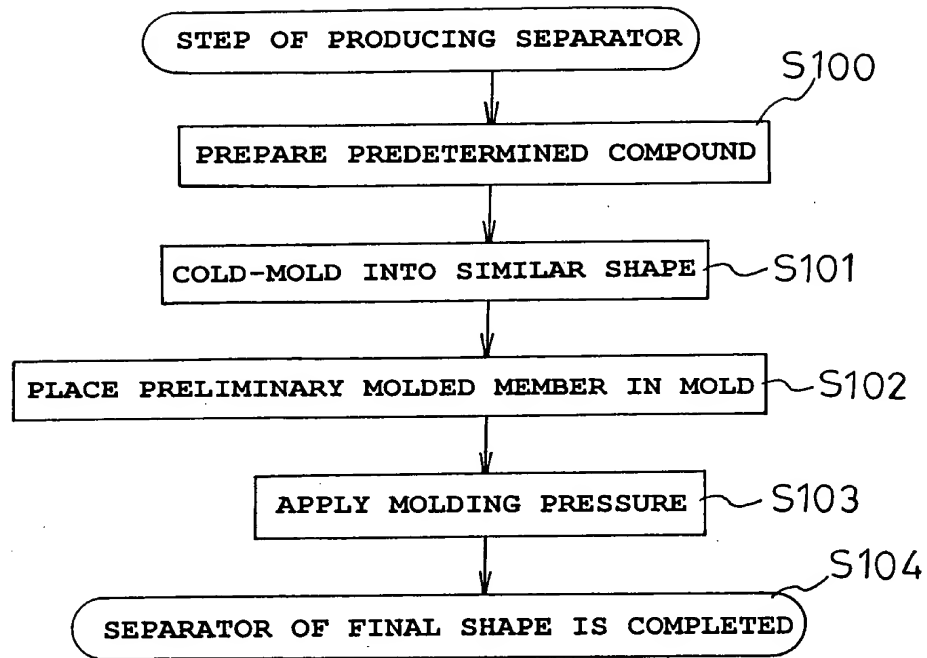 STEP OF PRODUCING SEPARATOR
S100
PREPARE PREDETERMINED COMPOUND
COLD-MOLD INTO SIMILAR SHAPE
S101
PLACE PRELIMINARY MOLDED MEMBER IN MOLD
S102
APPLY MOLDING PRESSURE
S103
S104
SEPARATOR OF FINAL SHAPE IS COMPLETED